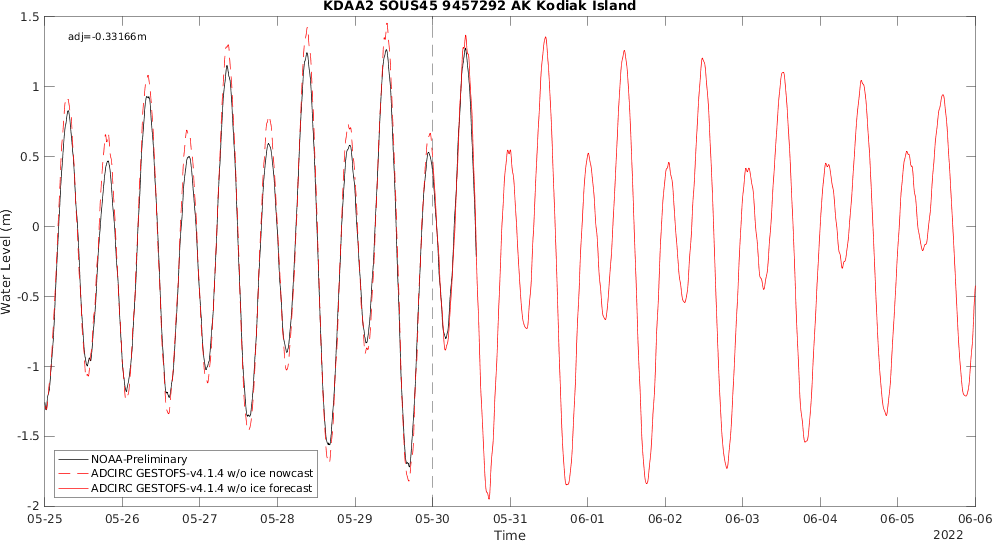 KDAA2 SOUS45 9457292 AK Kodiak Island
adj=-0.33166m
1.5
1
0.5
0
-0.5
-1
-1.5
-2
Water Level (m)
NOAA-Preliminary
ADCIRC GESTOFS-v4.1.4 w/o ice nowcast
ADCIRC GESTOFS-v4.1.4 w/o ice forecast
05-25 05-26 05-27 05-28 05-29 05-30 05-31 06-01 06-02 06-03 06-04 06-05 06-06
Time
2022